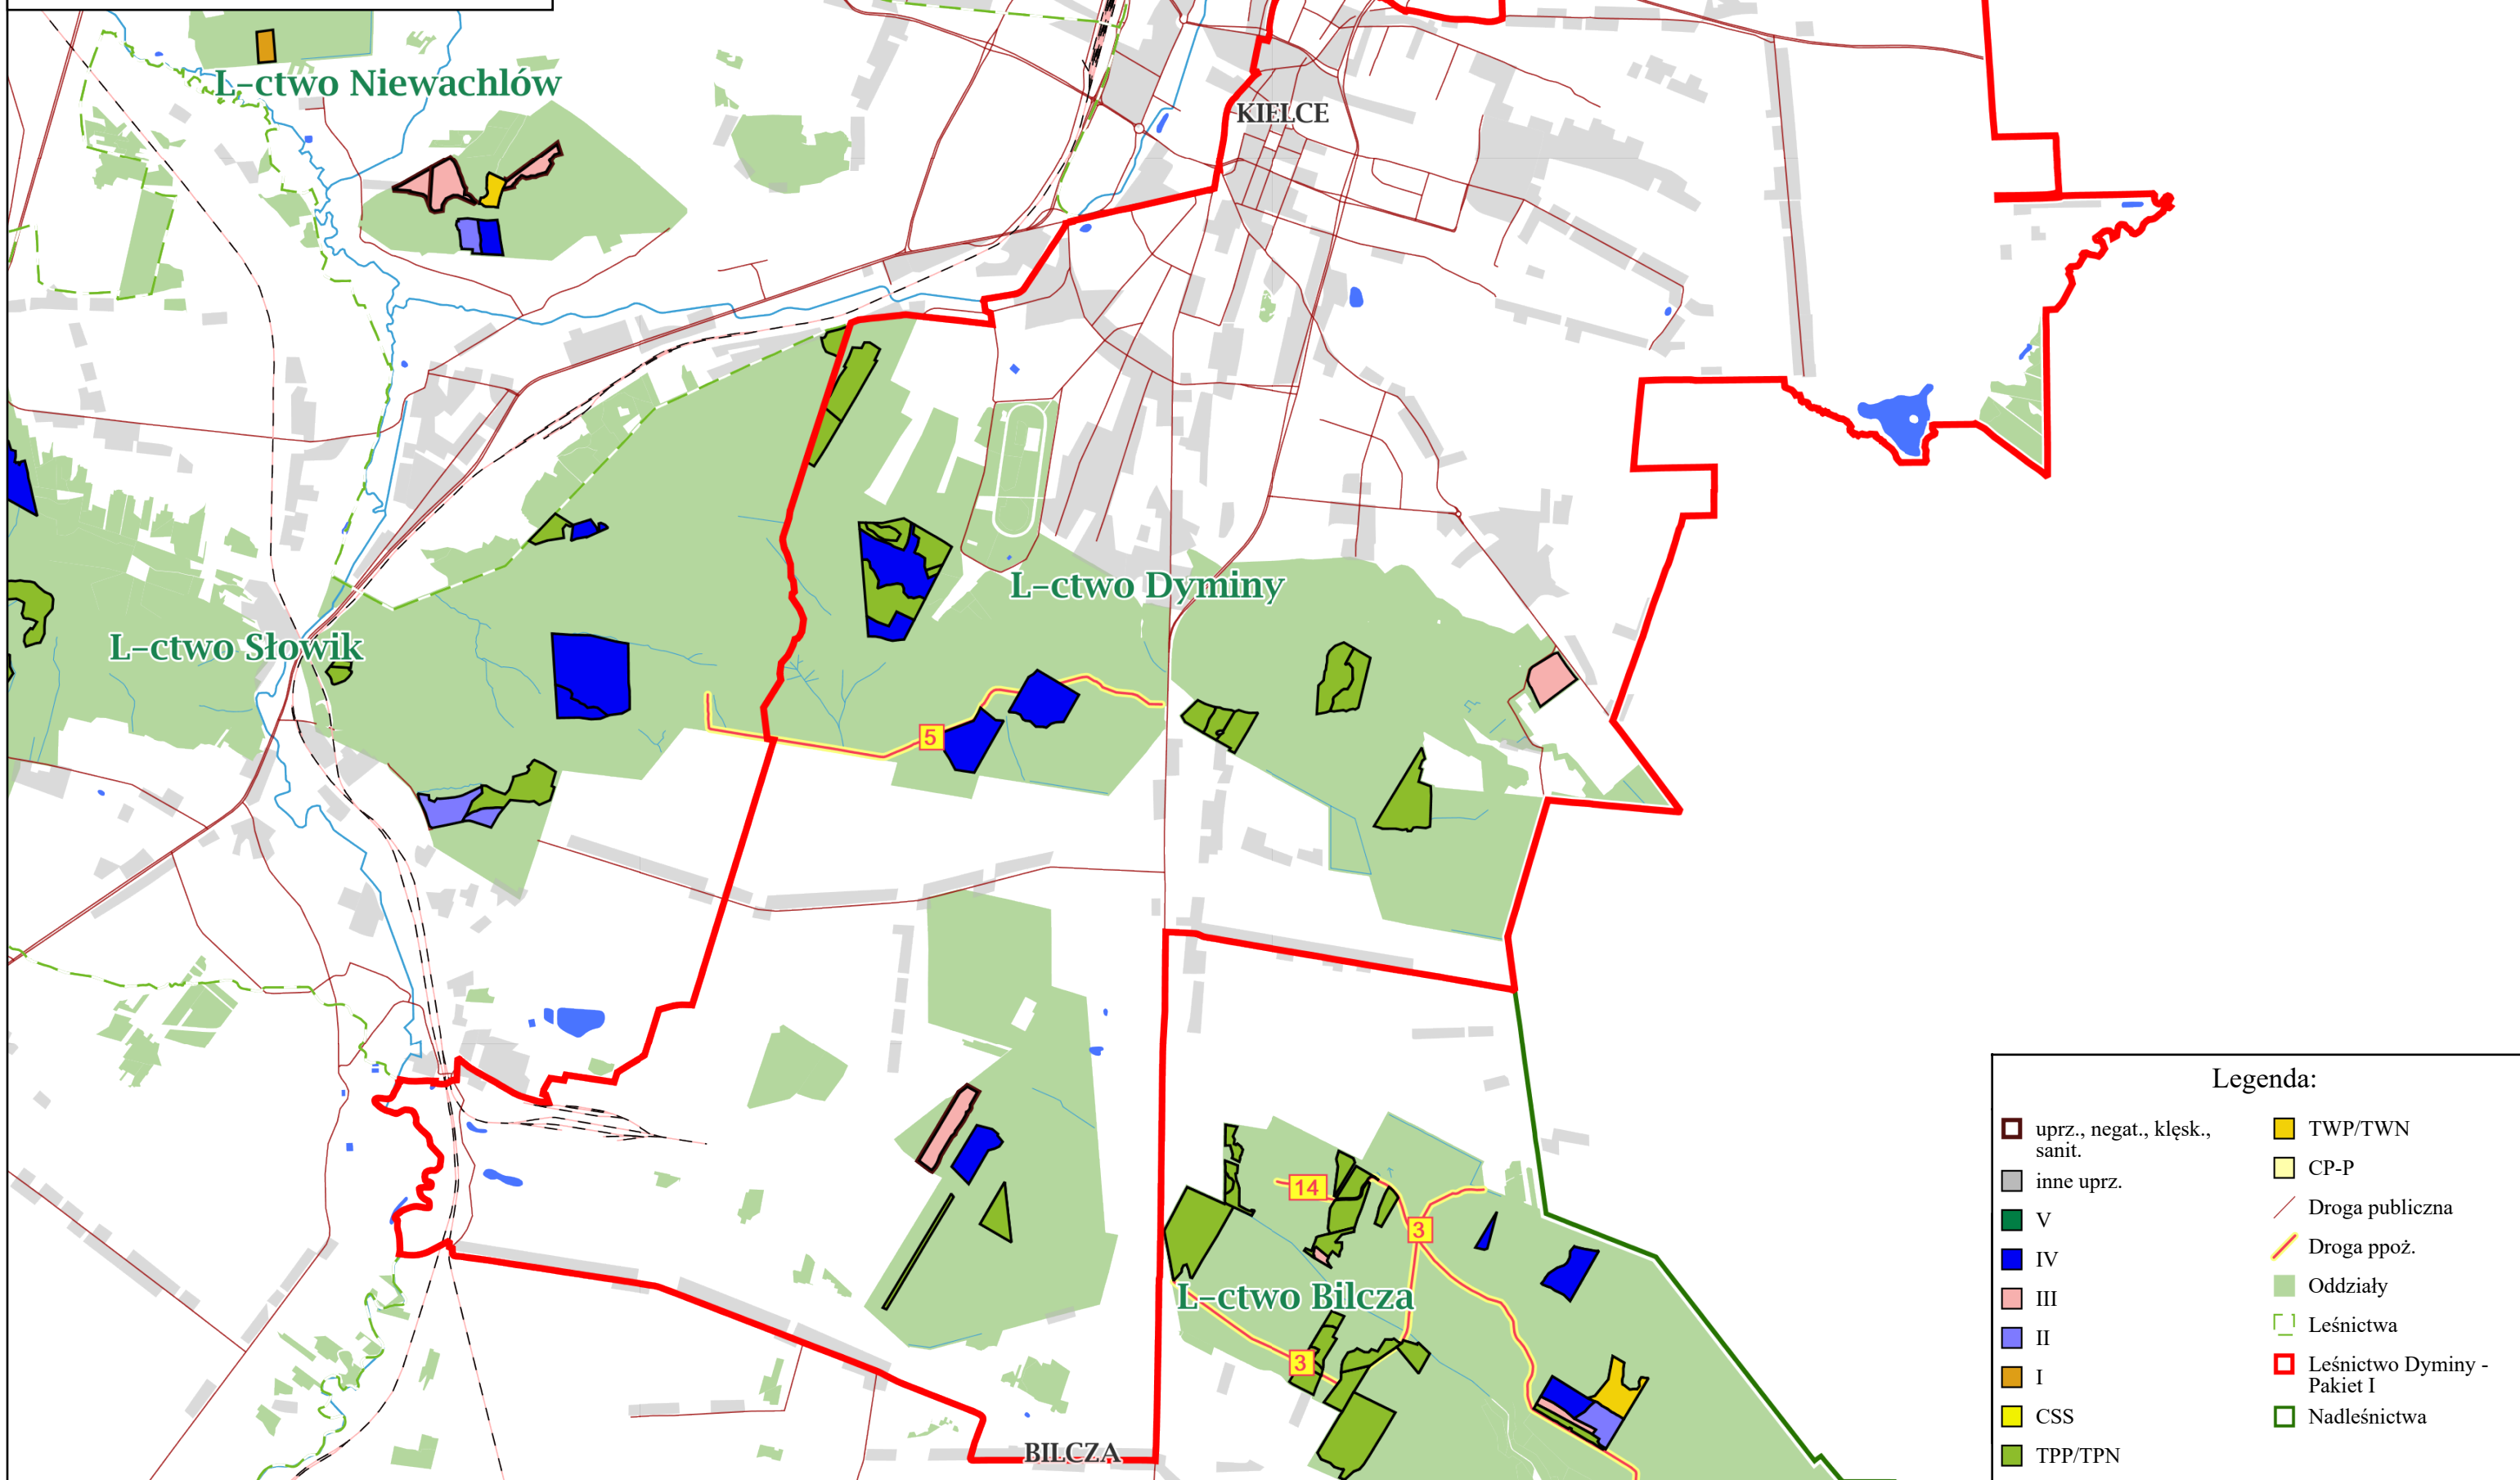 L-ctwo Niewachlów
KIELCE
L-ctwo Dyminy
L-ctwo Słowik
5
14
3
L-ctwo Bilcza
3
BILCZA
Legenda:
uprz., negat., klęsk.,
sanit.
inne uprz.
V
IV
III
II
I
CSS
TPP/TPN
TWP/TWN
CP-P
Droga publiczna
Droga ppoż.
Oddziały
Leśnictwa
Leśnictwo Dyminy -
Pakiet I
Nadleśnictwa